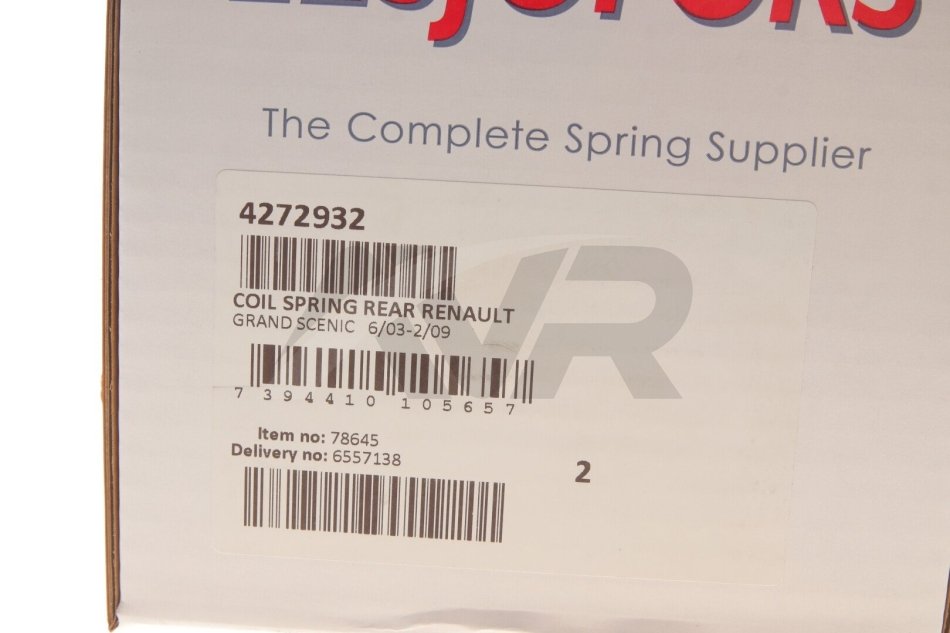 The Complete Spring Supplier
4272932
COIL SPRING REAR RENAULT
GRAND SCENIC 6/03-2/09
7 394410 105657
Item no: 78645
Delivery no: 6557138
2